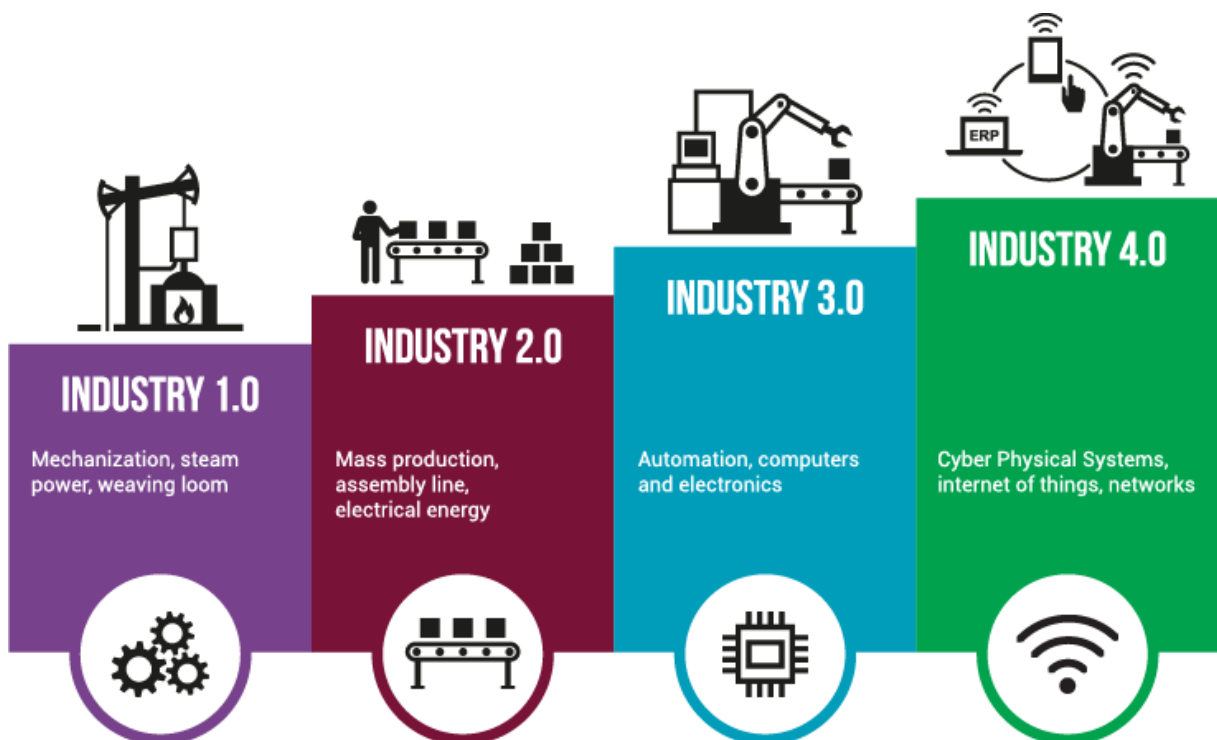 ERP
INDUSTRY 1.0
Mechanization, steam
power, weaving loom
INDUSTRY 2.0
Mass production,
assembly line,
electrical energy
INDUSTRY 3.0
Automation, computers
and electronics
INDUSTRY 4.0
Cyber Physical Systems,
internet of things, networks